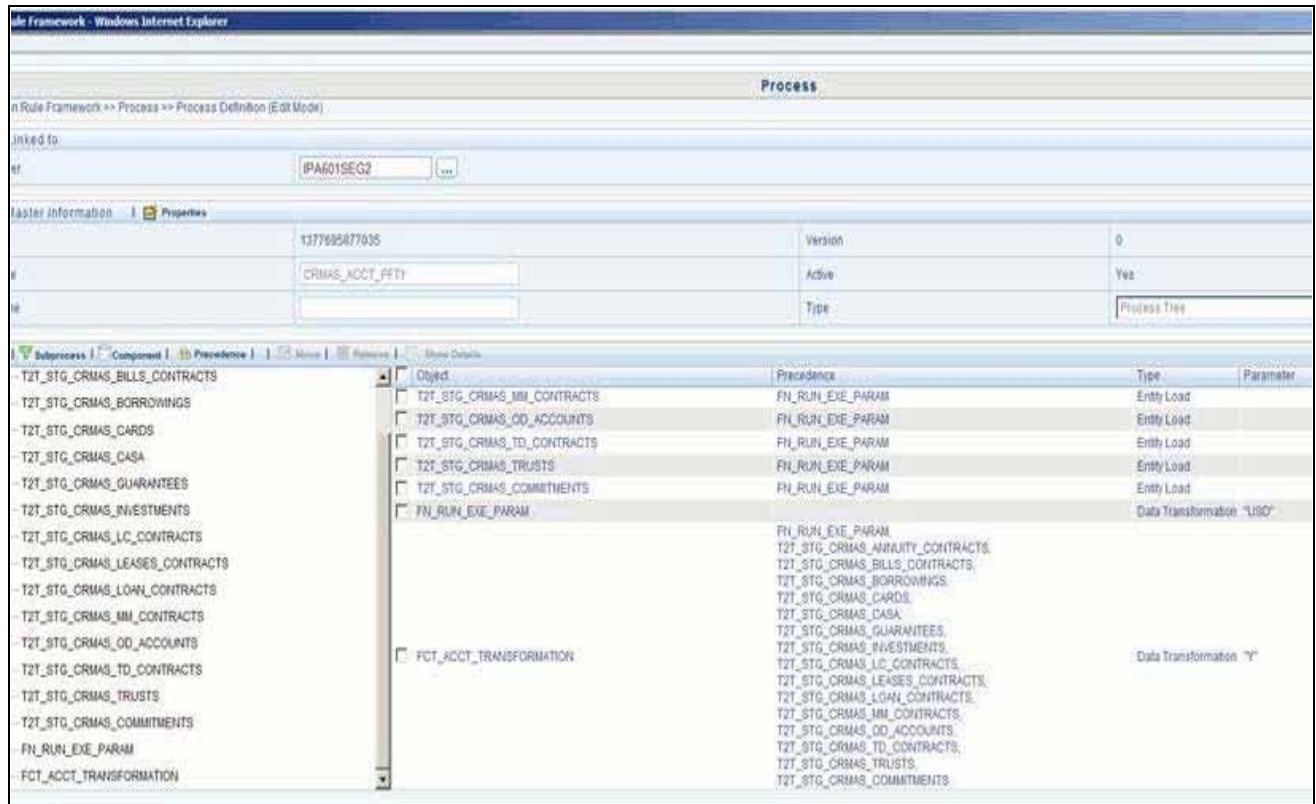 ule Framework - Windows Internet Explorer
Process
n Rule Framework >> Process >> Process Definition (Edit Mode)
Linked to
er
IPA601SEG2
...
Master Information | Properties
1377695877035
Version
0
CRMAS_ACCT_PFTY
Active
Yes
Type
Process Tree
| Subprocess | Component | Precedence | | Move | Remove | Show Details
T2T_STG_CRMAS_BILLS_CONTRACTS
T2T_STG_CRMAS_BORROWINGS
T2T_STG_CRMAS_CARDS
T2T_STG_CRMAS_CASA
T2T_STG_CRMAS_GUARANTEES
T2T_STG_CRMAS_INVESTMENTS
T2T_STG_CRMAS_LC_CONTRACTS
T2T_STG_CRMAS_LEASES_CONTRACTS
T2T_STG_CRMAS_LOAN_CONTRACTS
T2T_STG_CRMAS_MM_CONTRACTS
T2T_STG_CRMAS_OD_ACCOUNTS
T2T_STG_CRMAS_TD_CONTRACTS
T2T_STG_CRMAS_TRUSTS
T2T_STG_CRMAS_COMMITMENTS
FN_RUN_EXE_PARAM
FCT_ACCT_TRANSFORMATION
Object Precedence Type Parameter
T2T_STG_CRMAS_MM_CONTRACTS FN_RUN_EXE_PARAM Entity Load
T2T_STG_CRMAS_OD_ACCOUNTS FN_RUN_EXE_PARAM Entity Load
T2T_STG_CRMAS_TD_CONTRACTS FN_RUN_EXE_PARAM Entity Load
T2T_STG_CRMAS_TRUSTS FN_RUN_EXE_PARAM Entity Load
T2T_STG_CRMAS_COMMITMENTS FN_RUN_EXE_PARAM Entity Load
FN_RUN_EXE_PARAM Data Transformation "USD"
FCT_ACCT_TRANSFORMATION
FN_RUN_EXE_PARAM,
T2T_STG_CRMAS_ANNUITY_CONTRACTS,
T2T_STG_CRMAS_BILLS_CONTRACTS,
T2T_STG_CRMAS_BORROWINGS,
T2T_STG_CRMAS_CARDS,
T2T_STG_CRMAS_CASA,
T2T_STG_CRMAS_GUARANTEES,
T2T_STG_CRMAS_INVESTMENTS,
T2T_STG_CRMAS_LC_CONTRACTS,
T2T_STG_CRMAS_LEASES_CONTRACTS,
T2T_STG_CRMAS_LOAN_CONTRACTS,
T2T_STG_CRMAS_MM_CONTRACTS,
T2T_STG_CRMAS_OD_ACCOUNTS,
T2T_STG_CRMAS_TD_CONTRACTS,
T2T_STG_CRMAS_TRUSTS,
T2T_STG_CRMAS_COMMITMENTS
Data Transformation "Y"